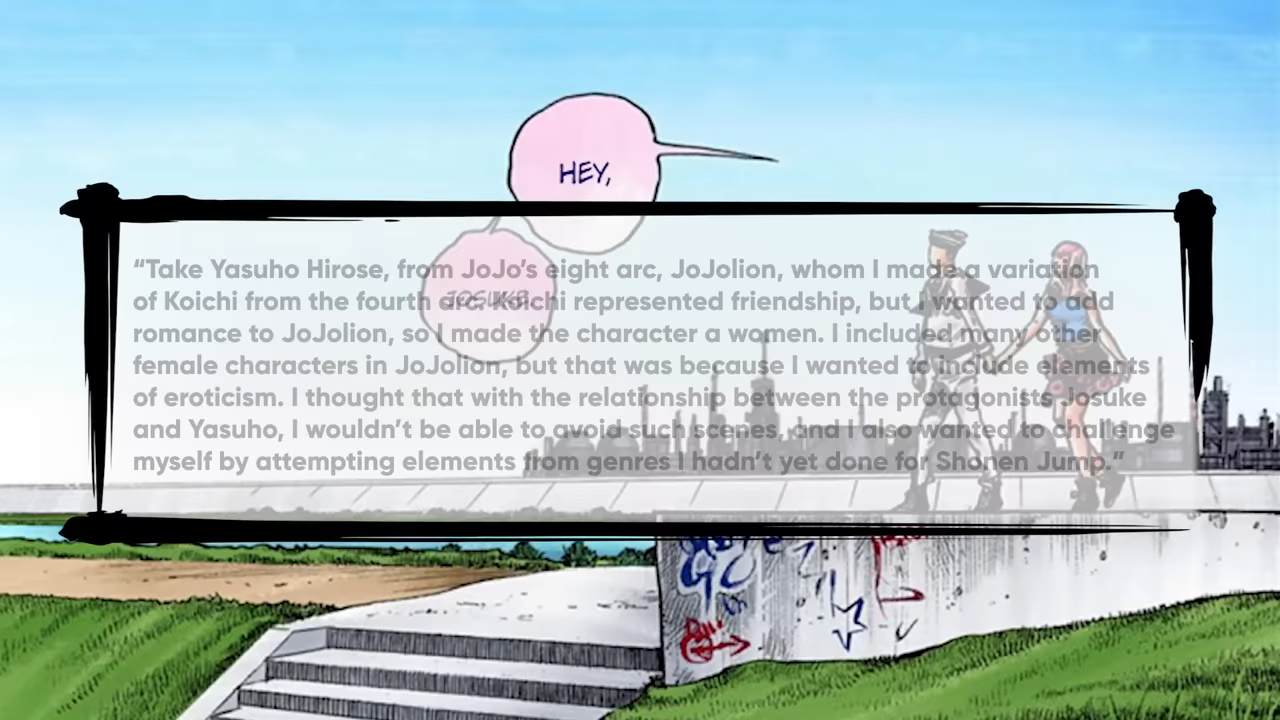 HEY,
JOSUKE.
“Take Yasuho Hirose, from JoJo’s eight arc, JoJolion, whom I made a variation
of Koichi from the fourth arc. Koichi represented friendship, but I wanted to add
romance to JoJolion, so I made the character a women. I included many other
female characters in JoJolion, but that was because I wanted to include elements
of eroticism. I thought that with the relationship between the protagonists Josuke
and Yasuho, I wouldn’t be able to avoid such scenes, and I also wanted to challenge
myself by attempting elements from genres I hadn’t yet done for Shonen Jump.”